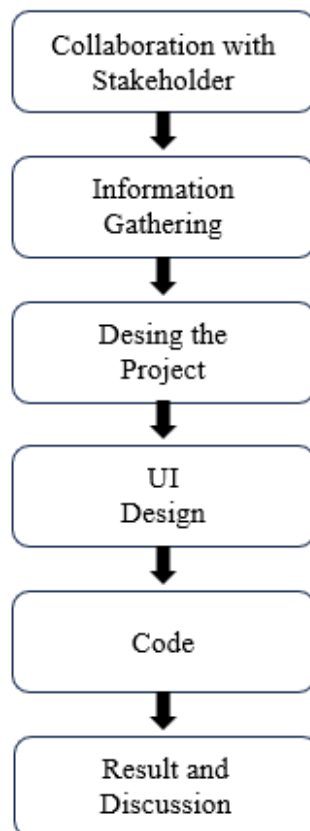 Collaboration with
Stakeholder
Information
Gathering
Desing the
Project
UI
Design
Code
Result and
Discussion